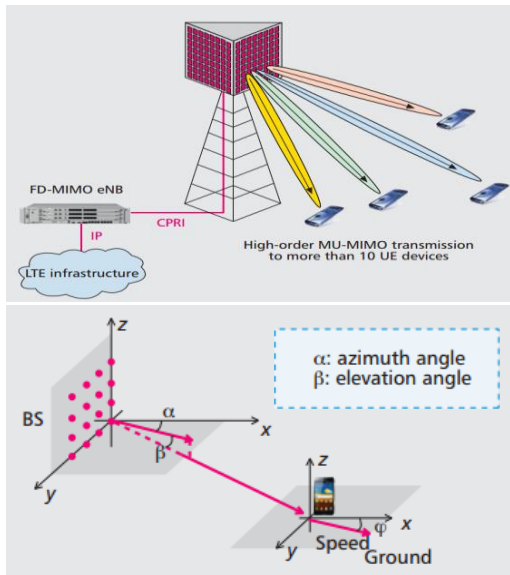 FD-MIMO eNB
CPRI
IP
LTE infrastructure
High-order MU-MIMO transmission
to more than 10 UE devices
z
α: azimuth angle
β: elevation angle
BS
α
x
β
y
z
φ
x
y
Speed
Ground